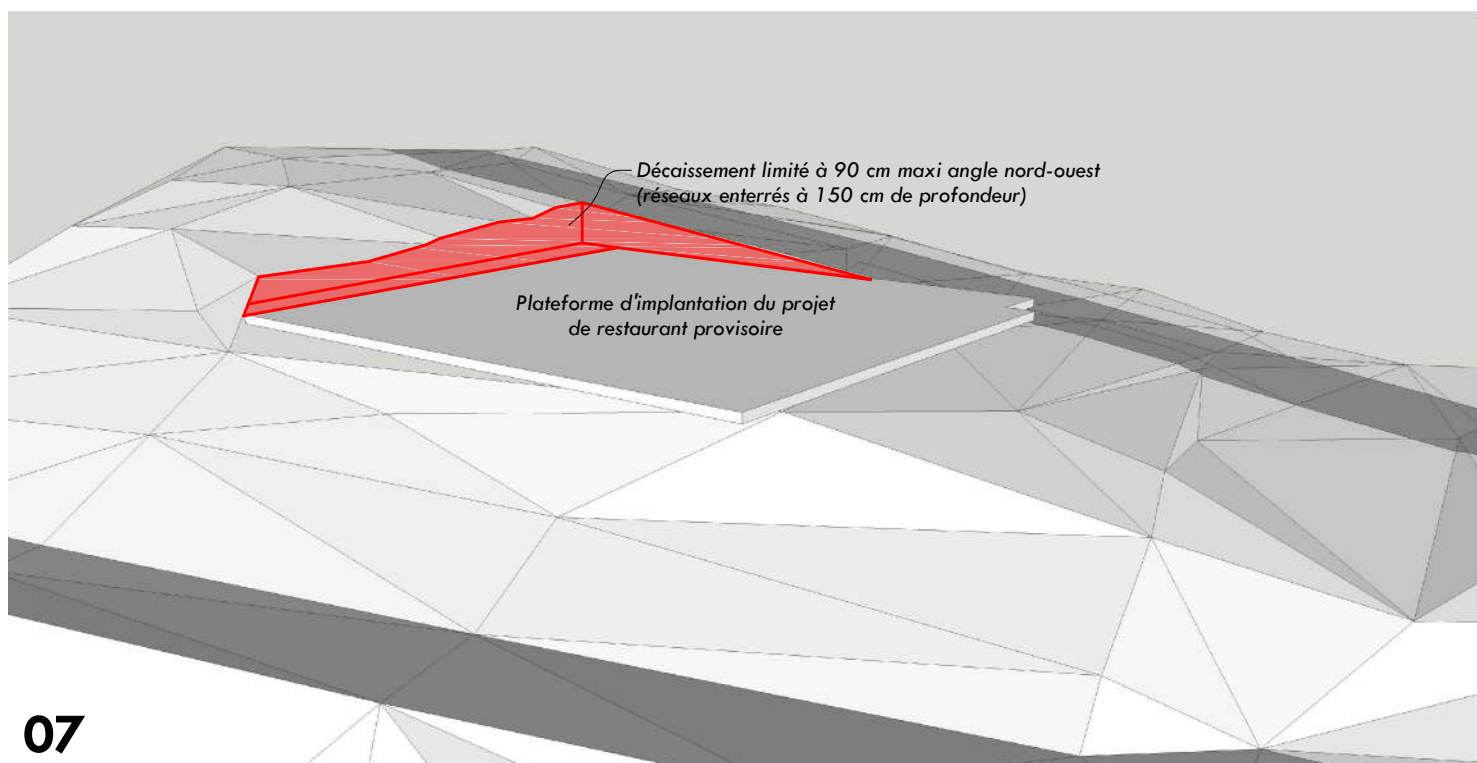 Décaissement limité à 90 cm maxi angle nord-ouest
(réseaux enterrés à 150 cm de profondeur)
Plateforme d'implantation du projet
de restaurant provisoire
07